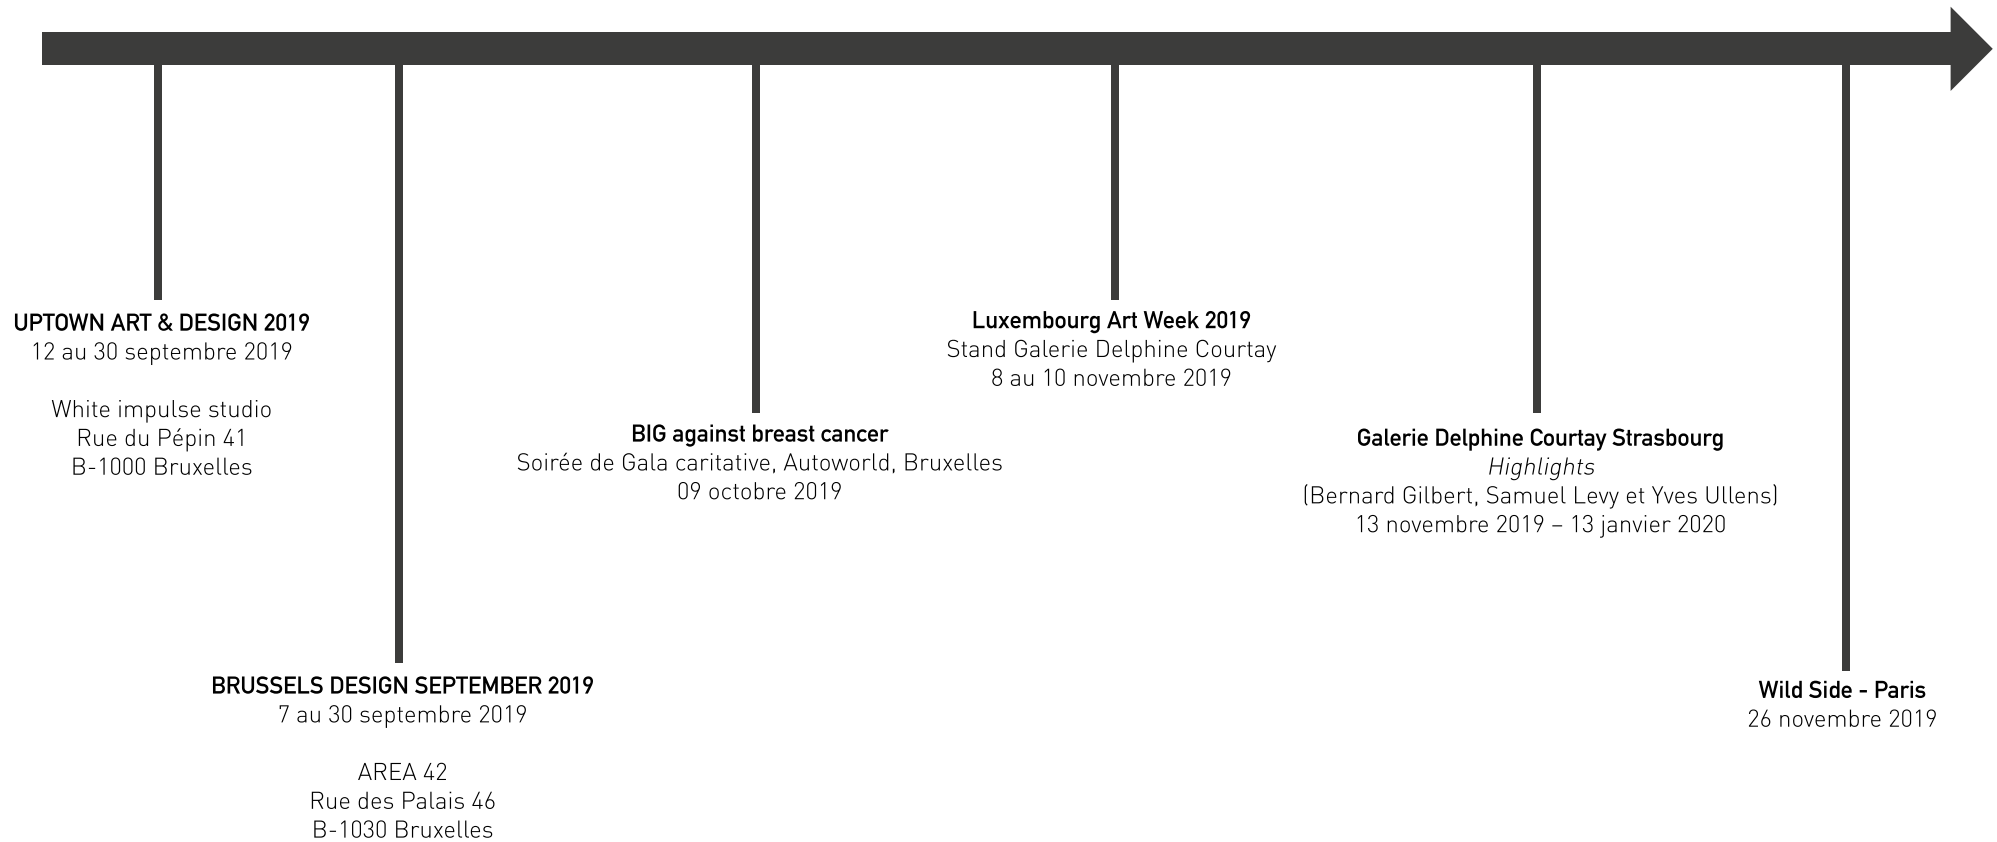 UPTOWN ART & DESIGN 2019
12 au 30 septembre 2019
White impulse studio
Rue du Pépin 41
B-1000 Bruxelles
BRUSSELS DESIGN SEPTEMBER 2019
7 au 30 septembre 2019
AREA 42
Rue des Palais 46
B-1030 Bruxelles
BIG against breast cancer
Soirée de Gala caritative, Autoworld, Bruxelles
09 octobre 2019
Luxembourg Art Week 2019
Stand Galerie Delphine Courtay
8 au 10 novembre 2019
Galerie Delphine Courtay Strasbourg
Highlights
(Bernard Gilbert, Samuel Levy et Yves Ullens)
13 novembre 2019 – 13 janvier 2020
Wild Side - Paris
26 novembre 2019